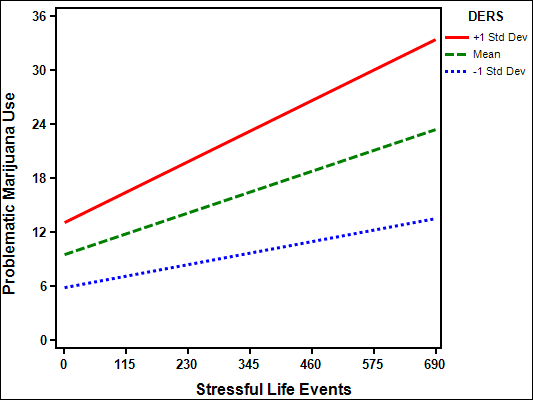 DERS
+1 Std Dev
Mean
-1 Std Dev
Problematic Marijuana Use
36
30
24
18
12
6
0
0 115 230 345 460 575 690
Stressful Life Events